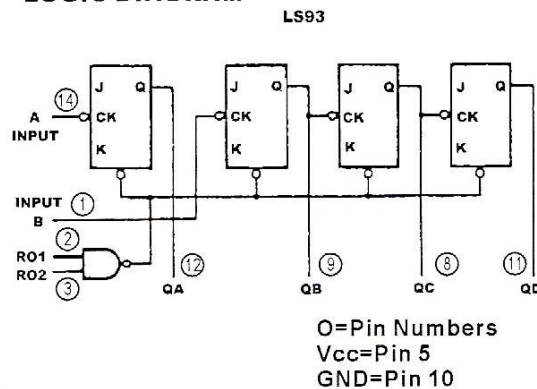 LS93
J Q J Q J Q J Q
A 14 CK CK CK CK
INPUT
K K K K
INPUT 1
B
2
RO1
RO2
3
12 9 8 11
QA QB QC QD
O=Pin Numbers
Vcc=Pin 5
GND=Pin 10